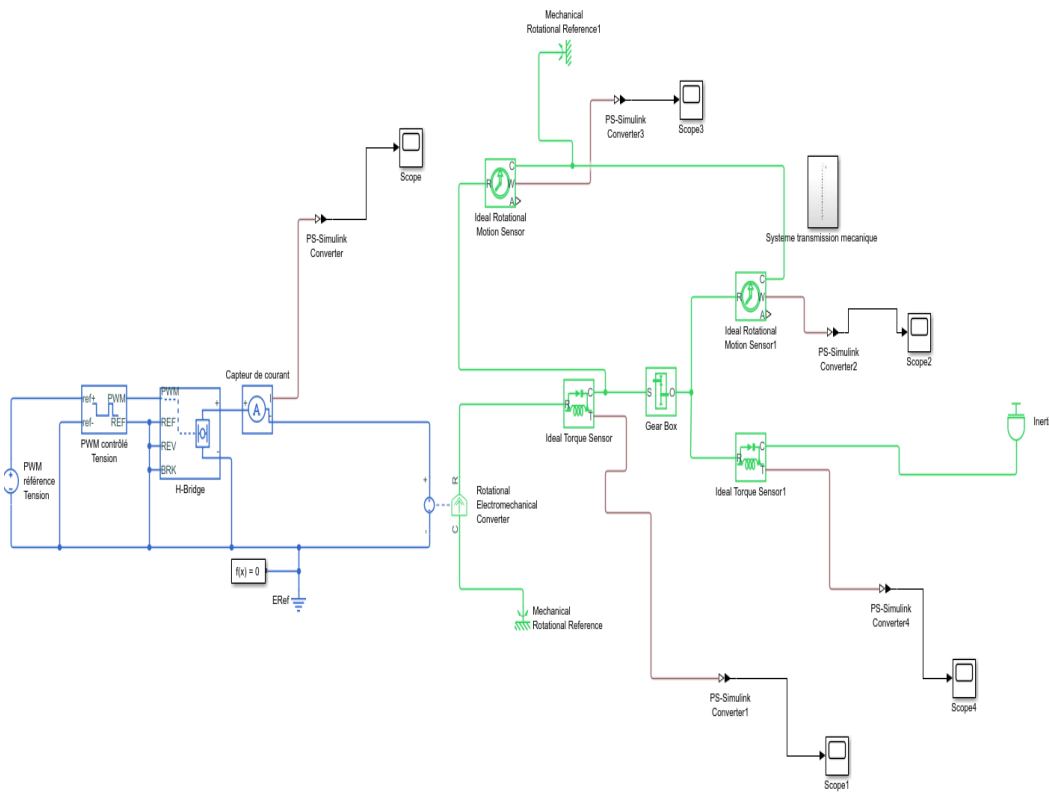 Mechanical
Rotational Reference1
PS-Simulink
Converter3
Scope3
Scope
C
R
W
A
Ideal Rotational
Motion Sensor
PS-Simulink
Converter
Systeme transmission mecanique
C
R
W
A
Ideal Rotational
Motion Sensor1
PS-Simulink
Converter2
Scope2
Capteur de courant
ref+
PWM
ref-
REF
PWM contrôlé
Tension
PWM
REF
REV
BRK
+
-
H-Bridge
+
A
I
-
R
C
T
Ideal Torque Sensor
S
O
Gear Box
R
C
T
Ideal Torque Sensor1
Inert
+
PWM
référence
Tension
+
-
R
C
Rotational
Electromechanical
Converter
f(x) = 0
ERef
Mechanical
Rotational Reference
PS-Simulink
Converter4
Scope4
PS-Simulink
Converter1
Scope1